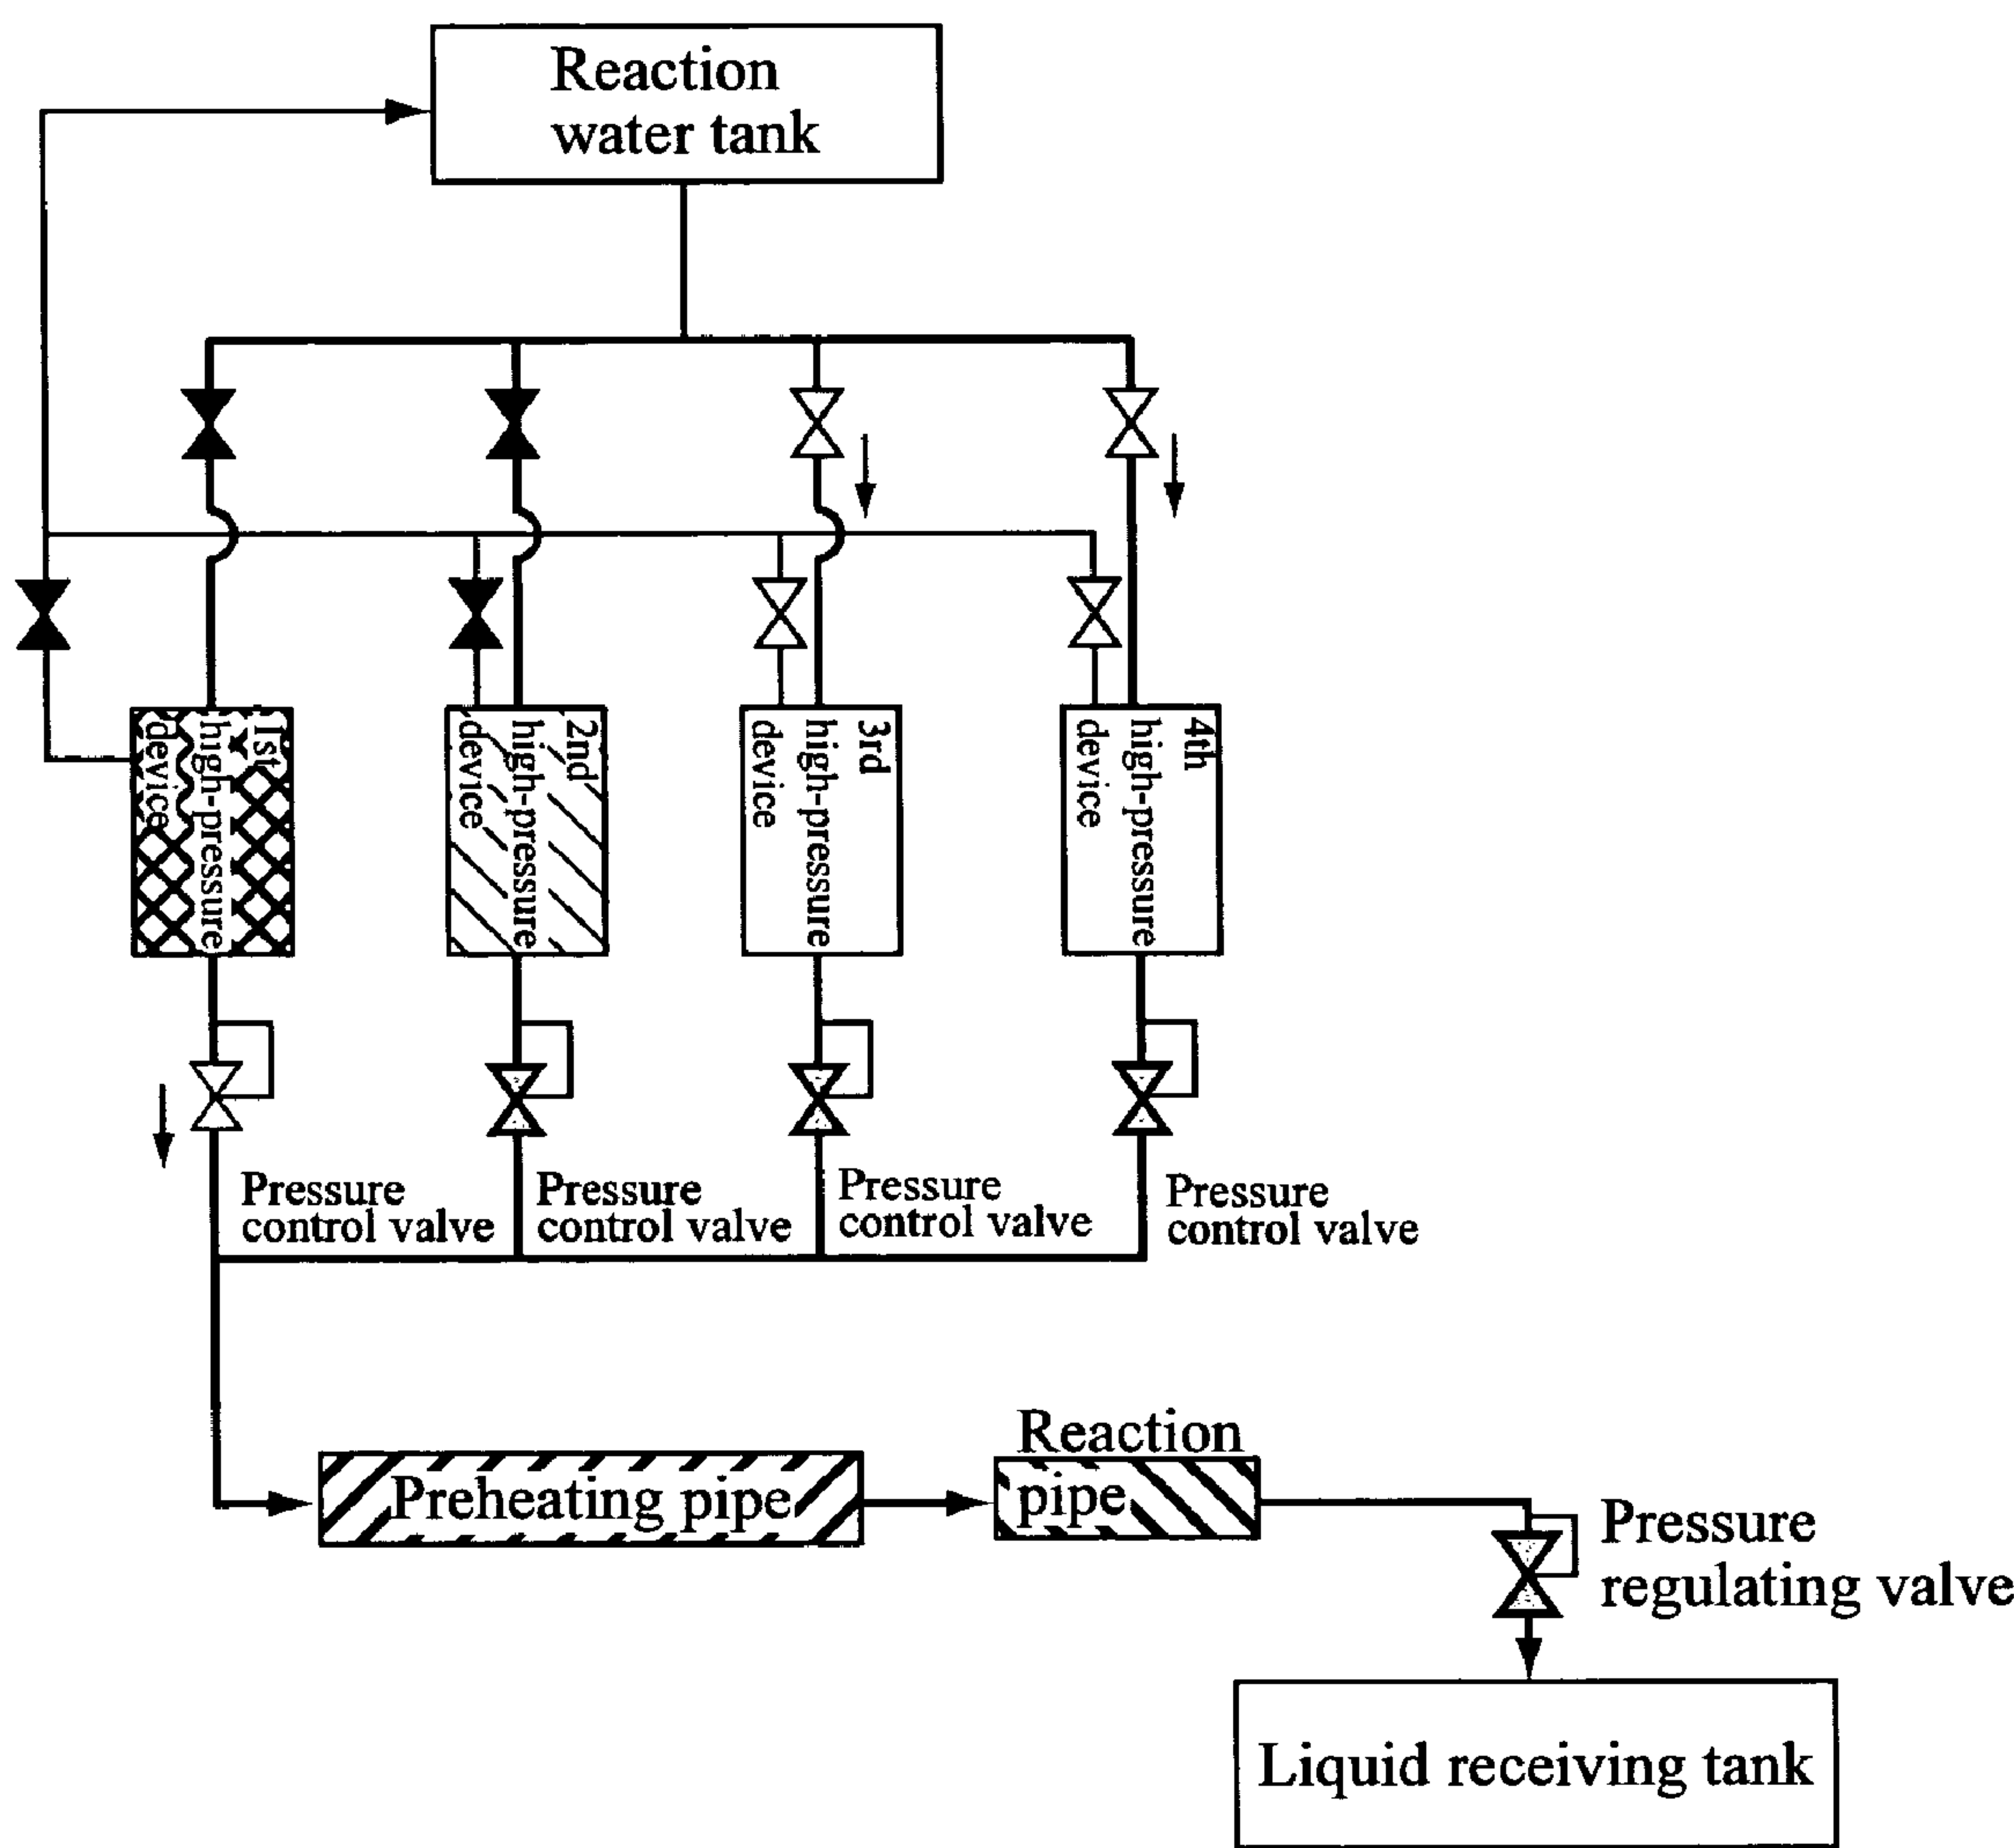 Reaction
water tank
1st
high-pressure
device
2nd
high-pressure
device
3rd
high-pressure
device
4th
high-pressure
device
Pressure
control valve
Pressure
control valve
Pressure
control valve
Pressure
control valve
Preheating pipe
Reaction
pipe
Pressure
regulating valve
Liquid receiving tank